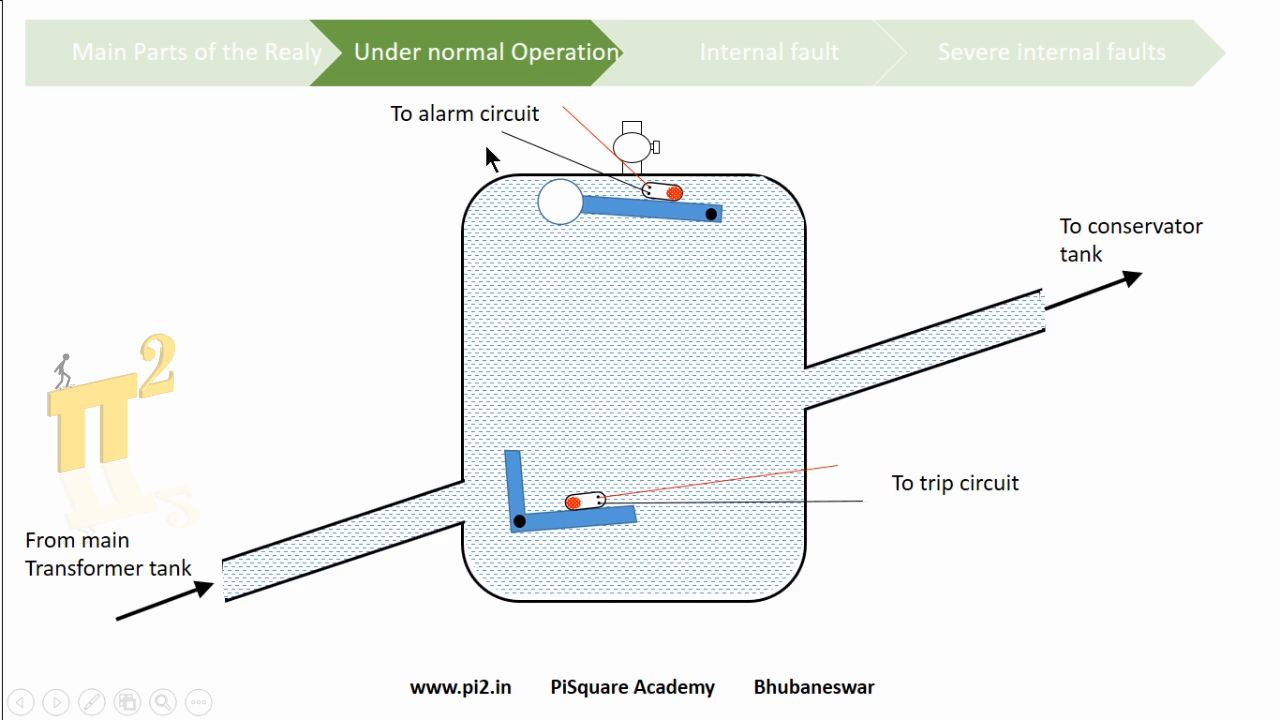 Main Parts of the Realy
Under normal Operation
Internal fault
Severe internal faults
To alarm circuit
To conservator
tank
π2
To trip circuit
From main
Transformer tank
www.pi2.in PiSquare Academy Bhubaneswar